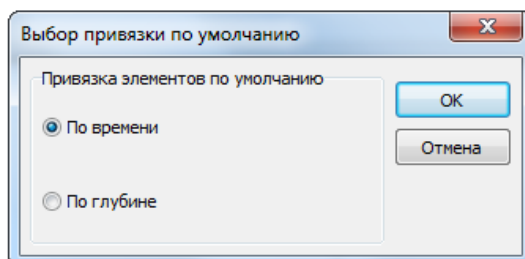 Выбор привязки по умолчанию
Привязка элементов по умолчанию
По времени
По глубине
OK
Отмена